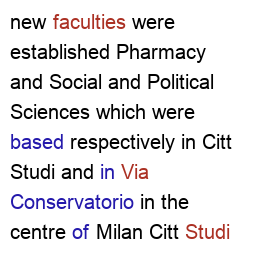 new faculties were
established Pharmacy
and Social and Political
Sciences which were
based respectively in Citt
Studi and in Via
Conservatorio in the
centre of Milan Citt Studi